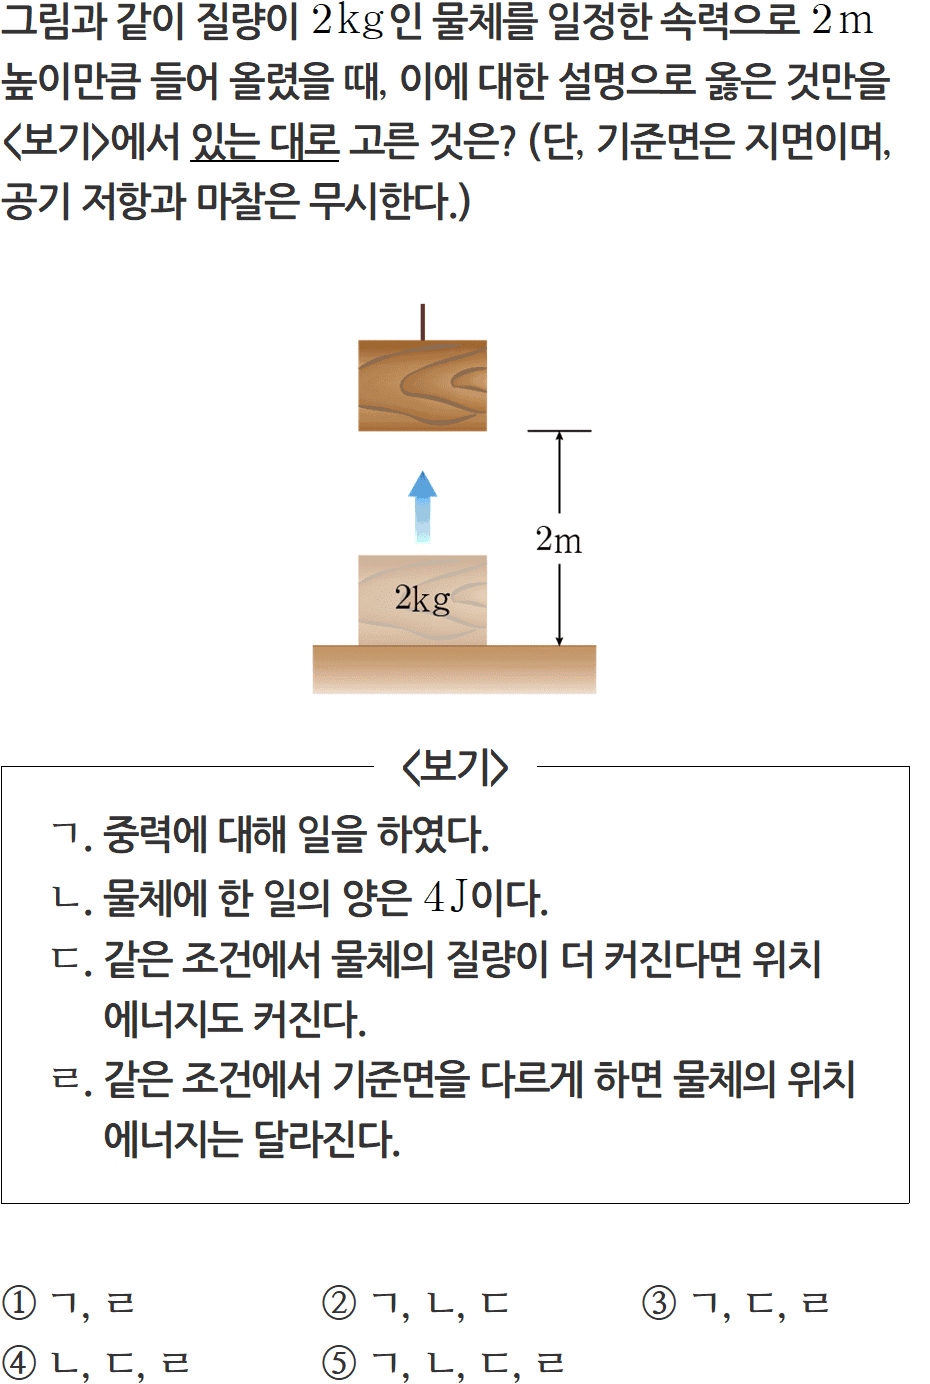 그림과 같이 질량이 2kg인 물체를 일정한 속력으로 2m
높이만큼 들어 올렸을 때, 이에 대한 설명으로 옳은 것만을
<보기>에서 있는 대로 고른 것은? (단, 기준면은 지면이며,
공기 저항과 마찰은 무시한다.)
2m
2kg
<보기>
ㄱ. 중력에 대해 일을 하였다.
ㄴ. 물체에 한 일의 양은 4J이다.
ㄷ. 같은 조건에서 물체의 질량이 더 커진다면 위치
에너지도 커진다.
ㄹ. 같은 조건에서 기준면을 다르게 하면 물체의 위치
에너지는 달라진다.
① ㄱ, ㄹ ② ㄱ, ㄴ, ㄷ ③ ㄱ, ㄷ, ㄹ
④ ㄴ, ㄷ, ㄹ ⑤ ㄱ, ㄴ, ㄷ, ㄹ